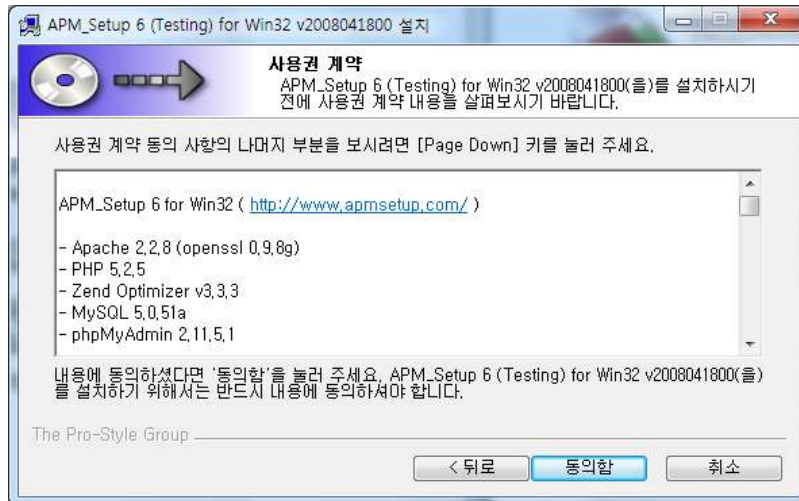 APM_Setup 6 (Testing) for Win32 v2008041800 설치
사용권 계약
APM_Setup 6 (Testing) for Win32 v2008041800(을)를 설치하시기
전에 사용권 계약 내용을 살펴보시기 바랍니다.
사용권 계약 동의 사항의 나머지 부분을 보시려면 [Page Down] 키를 눌러 주세요.
APM_Setup 6 for Win32 ( http://www.apmsetup.com/ )
- Apache 2.2.8 (openssl 0.9.8g)
- PHP 5.2.5
- Zend Optimizer v3.3.3
- MySQL 5.0.51a
- phpMyAdmin 2.11.5.1
내용에 동의하셨다면 '동의함'을 눌러 주세요. APM_Setup 6 (Testing) for Win32 v2008041800(을)
를 설치하기 위해서는 반드시 내용에 동의하셔야 합니다.
The Pro-Style Group
< 뒤로 동의함 취소